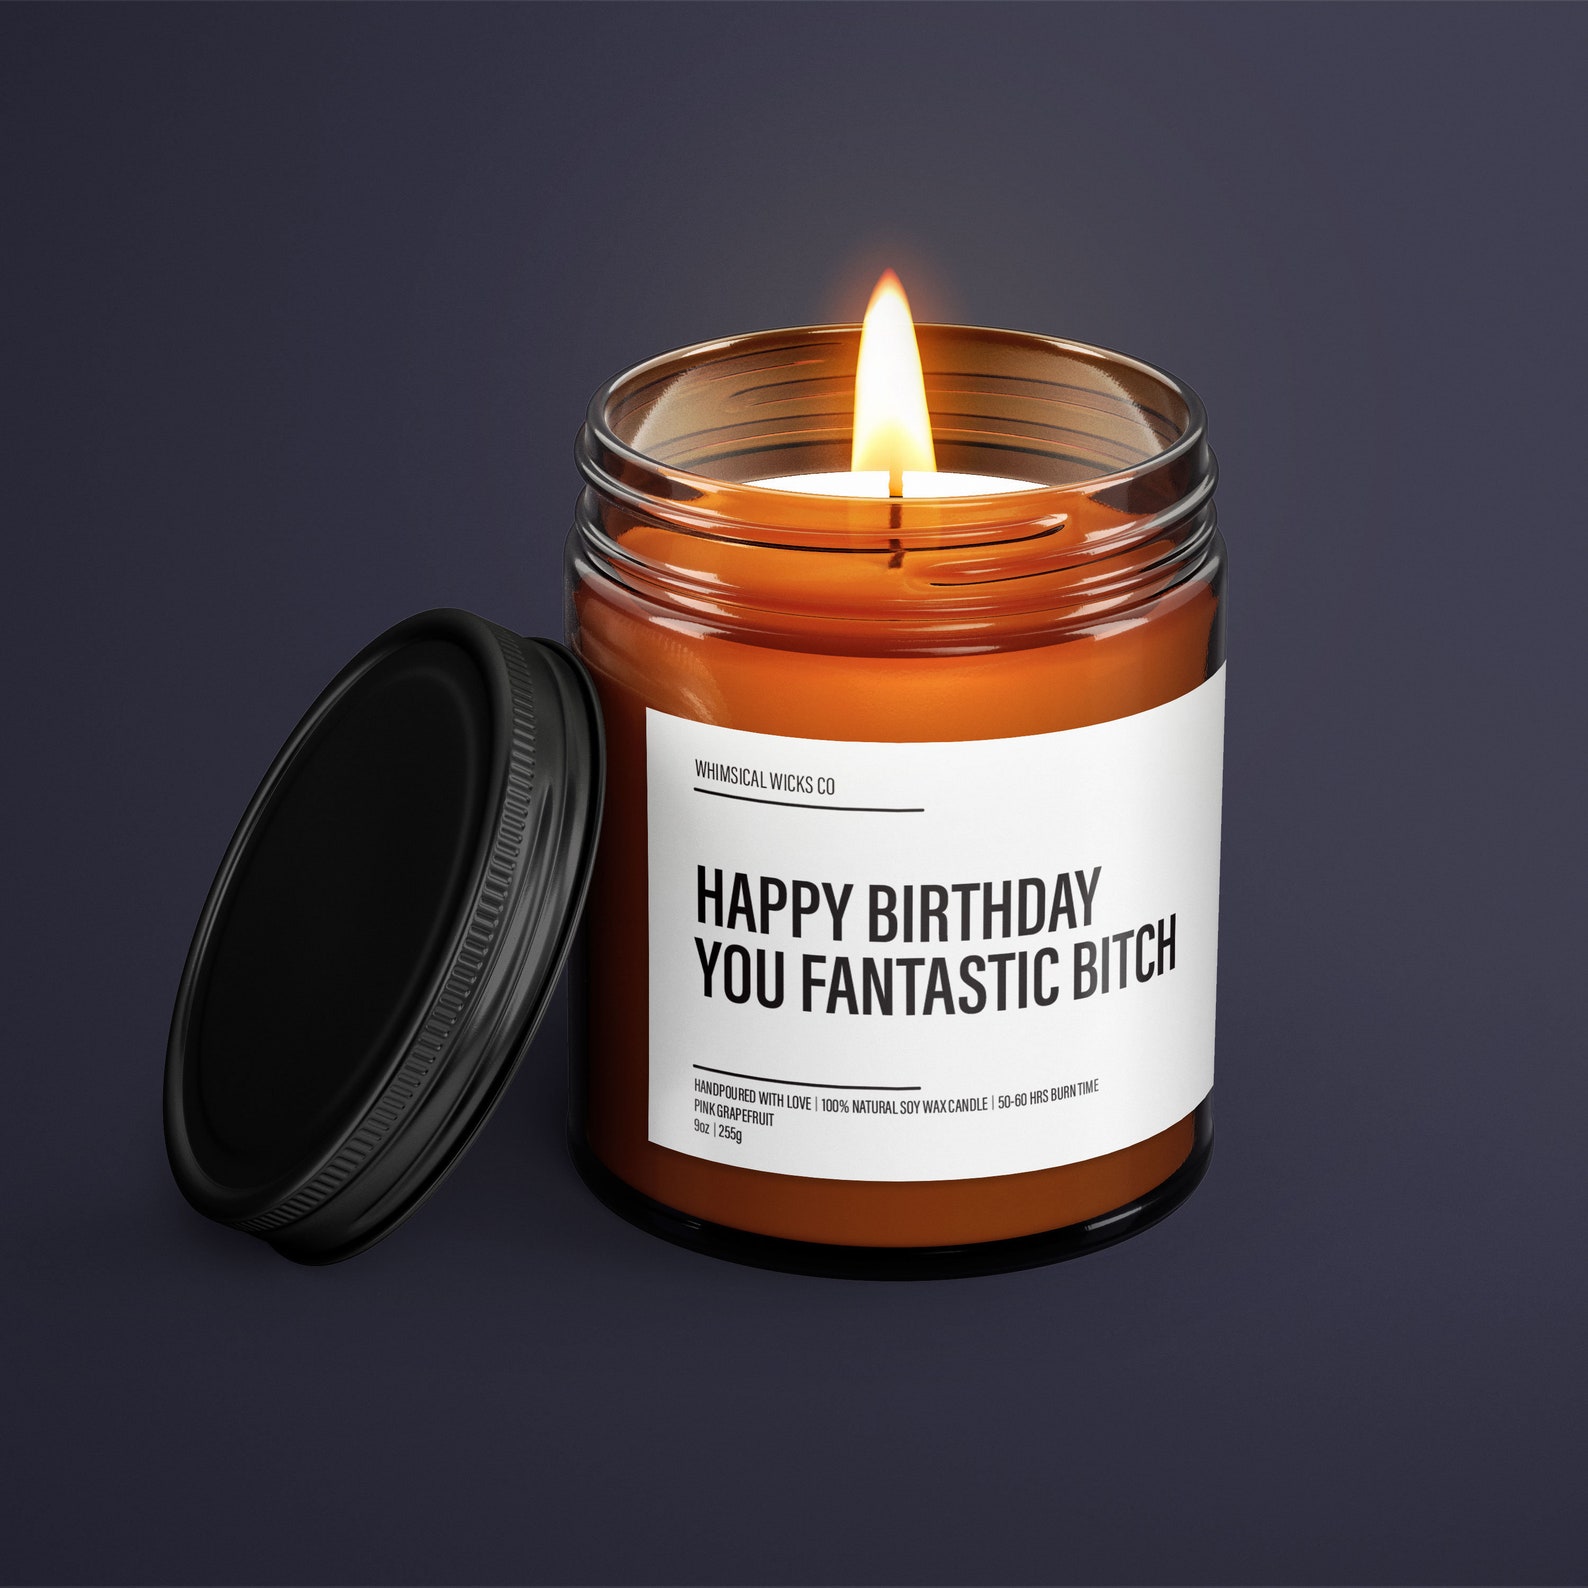 WHIMSICAL WICKS CO
HAPPY BIRTHDAY
YOU FANTASTIC BITCH
HANDPOURED WITH LOVE | 100% NATURAL SOY WAX CANDLE | 50-60 HRS BURN TIME
PINK GRAPEFRUIT
9oz | 255g